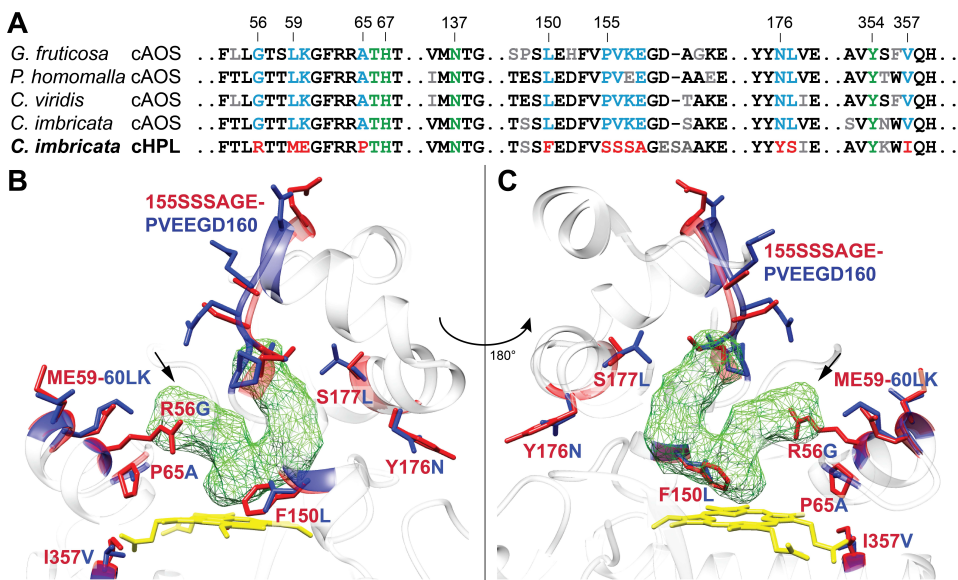 A
56 59 65 67 137 150 155 176 354 357
G. fruticosa cAOS ..FLLGTSLKGFRRATHT..VMNTG...SPSLEHFVPVKEGD-AGKE..YYNLVE..AVYSFVQH..
P. homomalla cAOS ..FTLGTSLKGFRRATHT..IMNTG...TESLEDFVPVEEGD-AAEE..YYNLVE..AVYTWVQH..
C. viridis cAOS ..FLLGTSLKGFRRATHT..IMNTG...TESLEDFVPVKEGD-TAKE..YYNLIE..AVYSFVQH..
C. imbricata cAOS ..FTLGTSLKGFRRATHT..VMNTG...TSSLEDFVPVKEGD-SAKE..YYNLVE..SVYNWVQH..
C. imbricata cHPL ..FTLRTTMEGFRRPTHT..VMNTG...TSSFEDFVSSSAGESAAKE..YYYSIE..AVYKWIQH..
B
155SSSAGE-
PVEEGD160
ME59-60LK
R56G
P65A
S177L
Y176N
F150L
I357V
180°
C
155SSSAGE-
PVEEGD160
S177L
ME59-60LK
Y176N
R56G
F150L
P65A
I357V